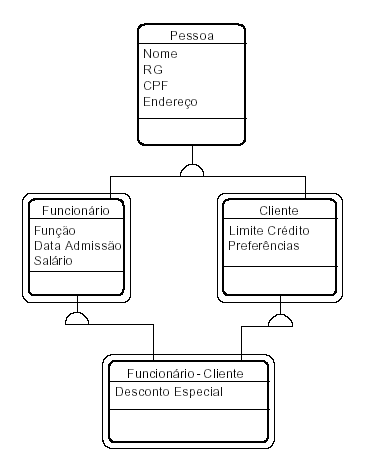 Pessoa
Nome
RG
CPF
Endereço
Funcionário
Função
Data Admissão
Salário
Cliente
Limite Crédito
Preferências
Funcionário - Cliente
Desconto Especial